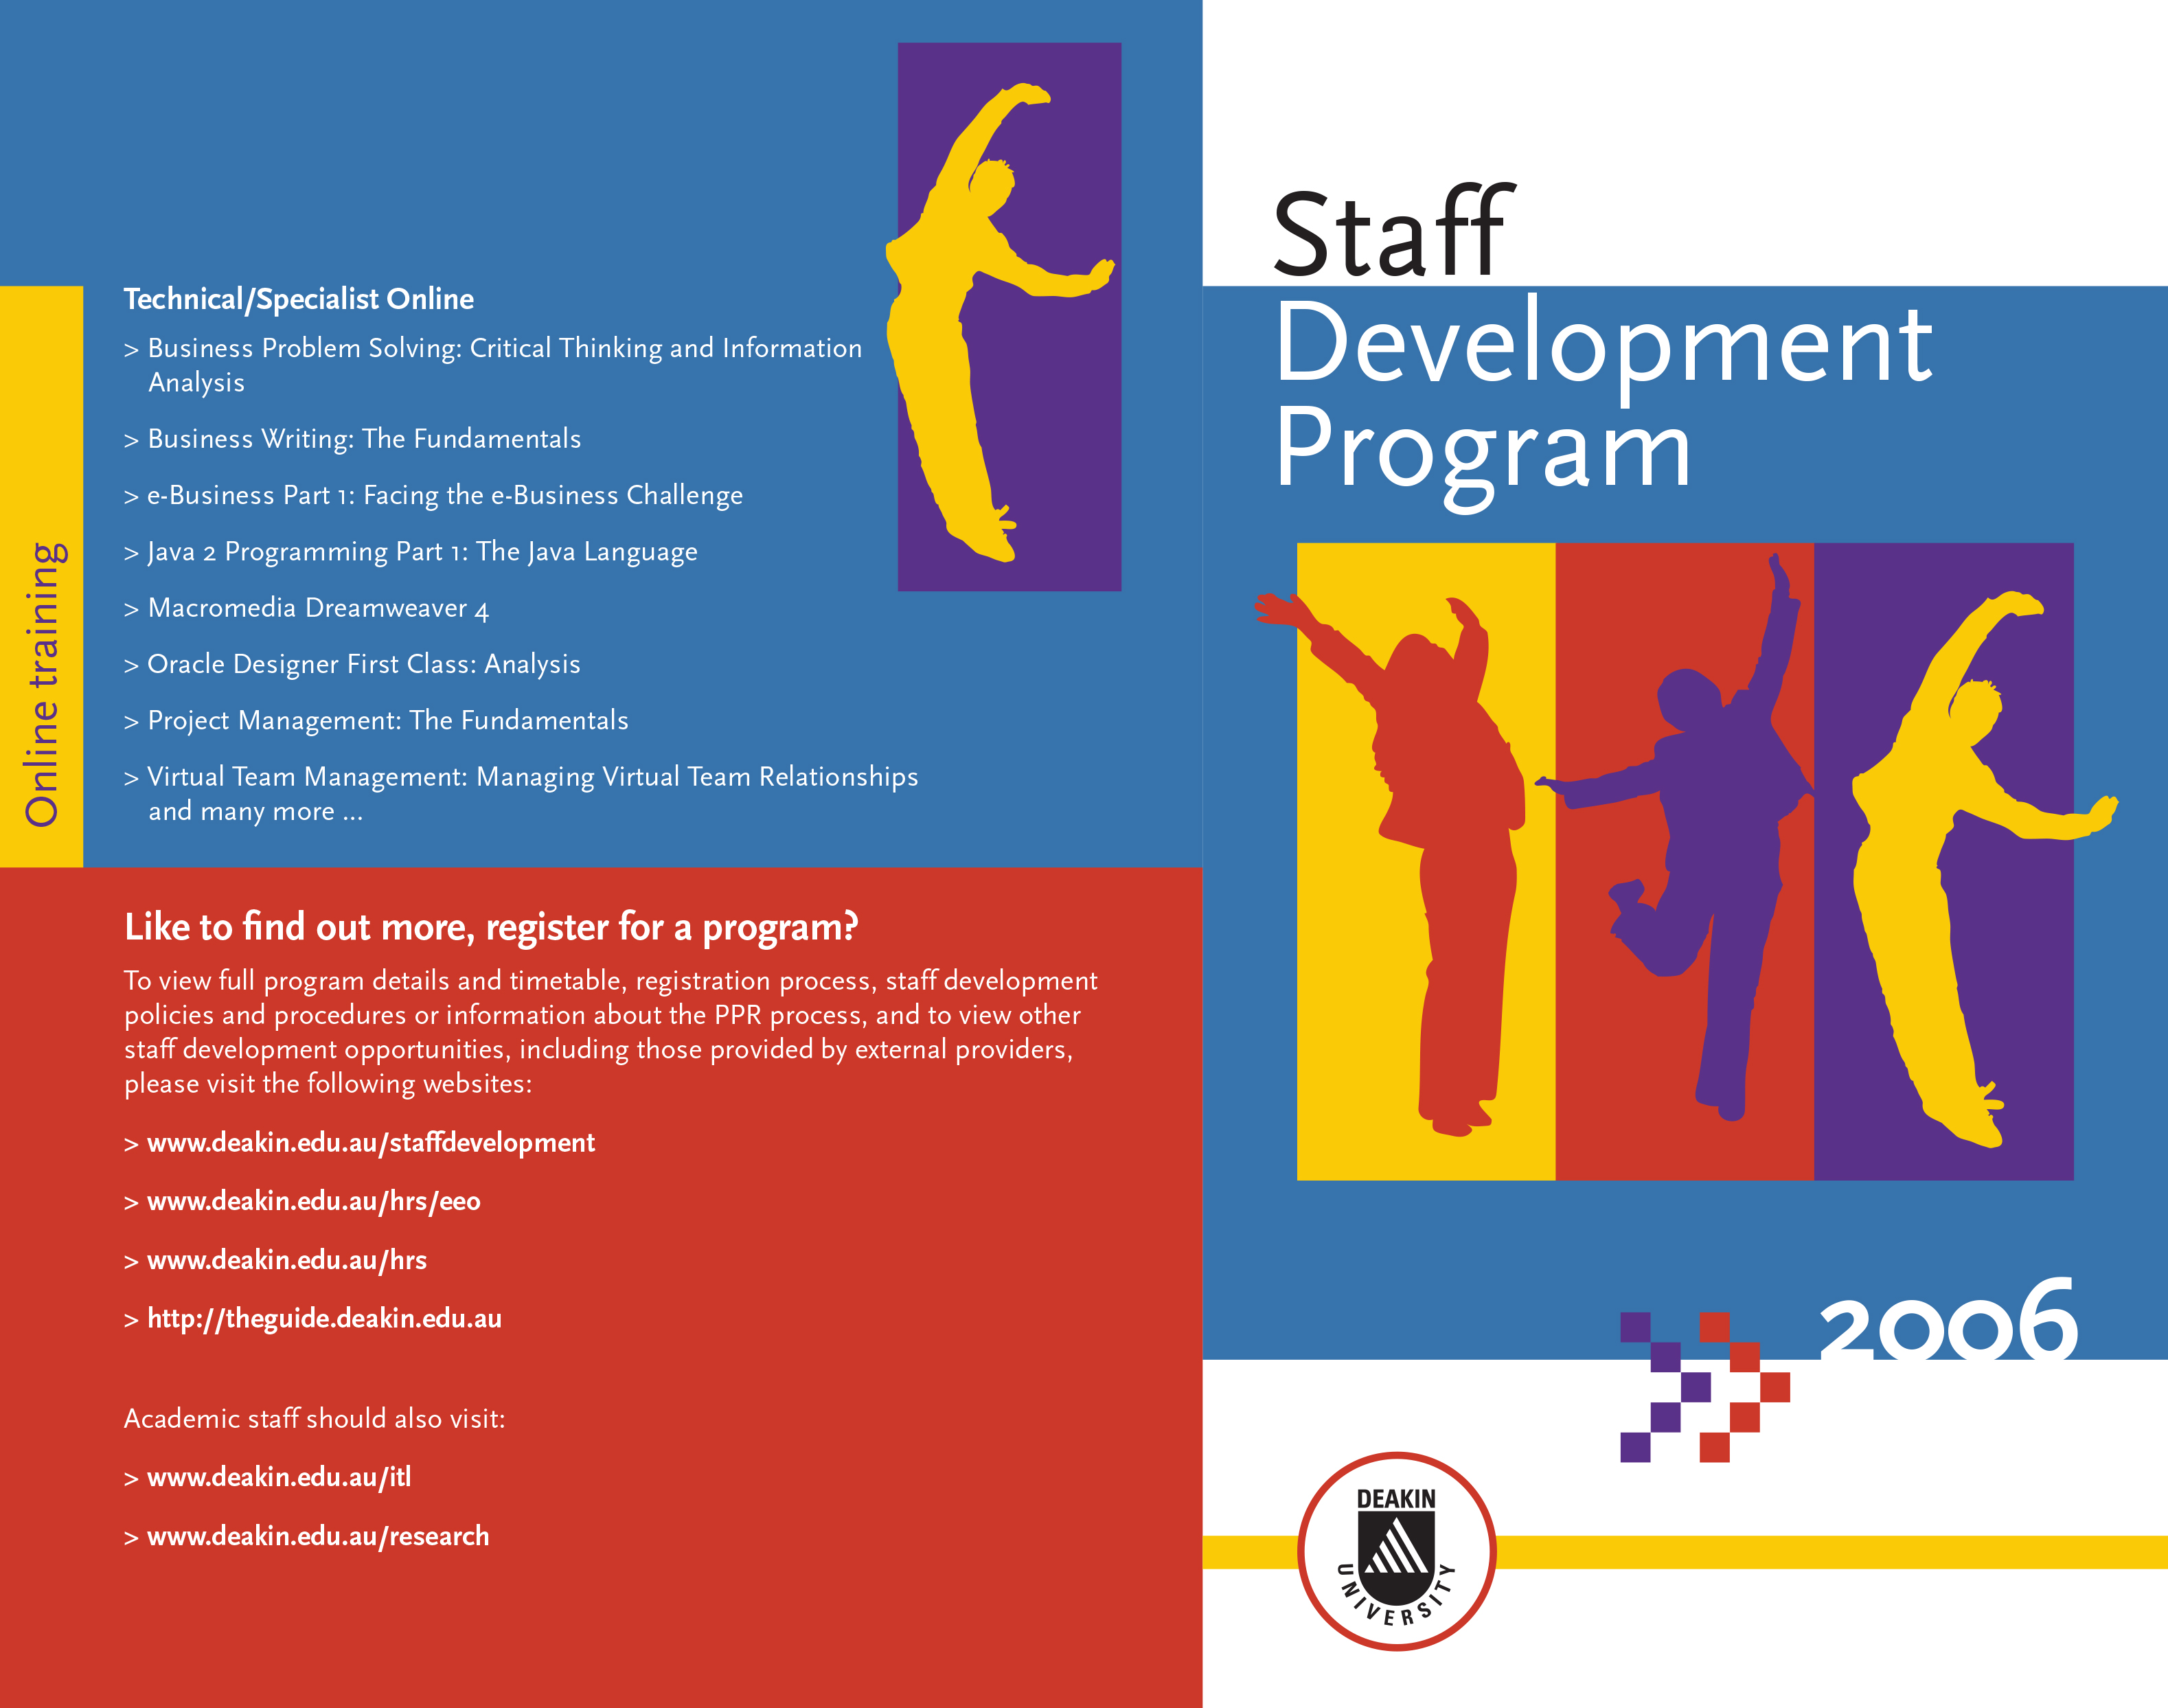 Online training
Technical/Specialist Online
> Business Problem Solving: Critical Thinking and Information
Analysis
> Business Writing: The Fundamentals
> e-Business Part 1: Facing the e-Business Challenge
> Java 2 Programming Part 1: The Java Language
> Macromedia Dreamweaver 4
> Oracle Designer First Class: Analysis
> Project Management: The Fundamentals
> Virtual Team Management: Managing Virtual Team Relationships
and many more ...
Like to find out more, register for a program?
To view full program details and timetable, registration process, staff development
policies and procedures or information about the PPR process, and to view other
staff development opportunities, including those provided by external providers,
please visit the following websites:
> www.deakin.edu.au/staffdevelopment
> www.deakin.edu.au/hrs/eeo
> www.deakin.edu.au/hrs
> http://theguide.deakin.edu.au
Academic staff should also visit:
> www.deakin.edu.au/itl
> www.deakin.edu.au/research
Staff
Development
Program
2006
DEAKIN
UNIVERSITY